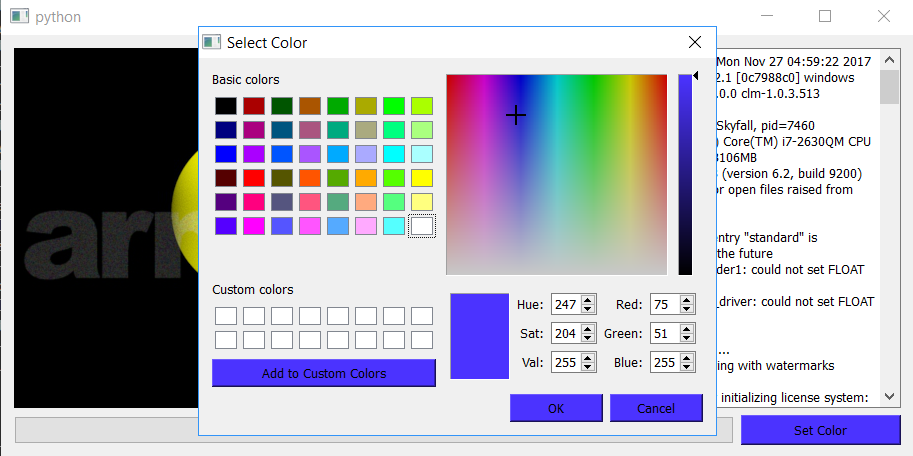 python
Select Color
Basic colors
Custom colors
Add to Custom Colors
Hue: 247
Red: 75
Sat: 204
Green: 51
Val: 255
Blue: 255
OK
Cancel
Mon Nov 27 04:59:22 2017
2.1 [0c7988c0] windows
.0.0 clm-1.0.3.513
Skyfall, pid=7460
) Core(TM) i7-2630QM CPU
3106MB
(version 6.2, build 9200)
or open files raised from
entry "standard" is
the future
der1: could not set FLOAT
_driver: could not set FLOAT
...
ing with watermarks
initializing license system:
Set Color